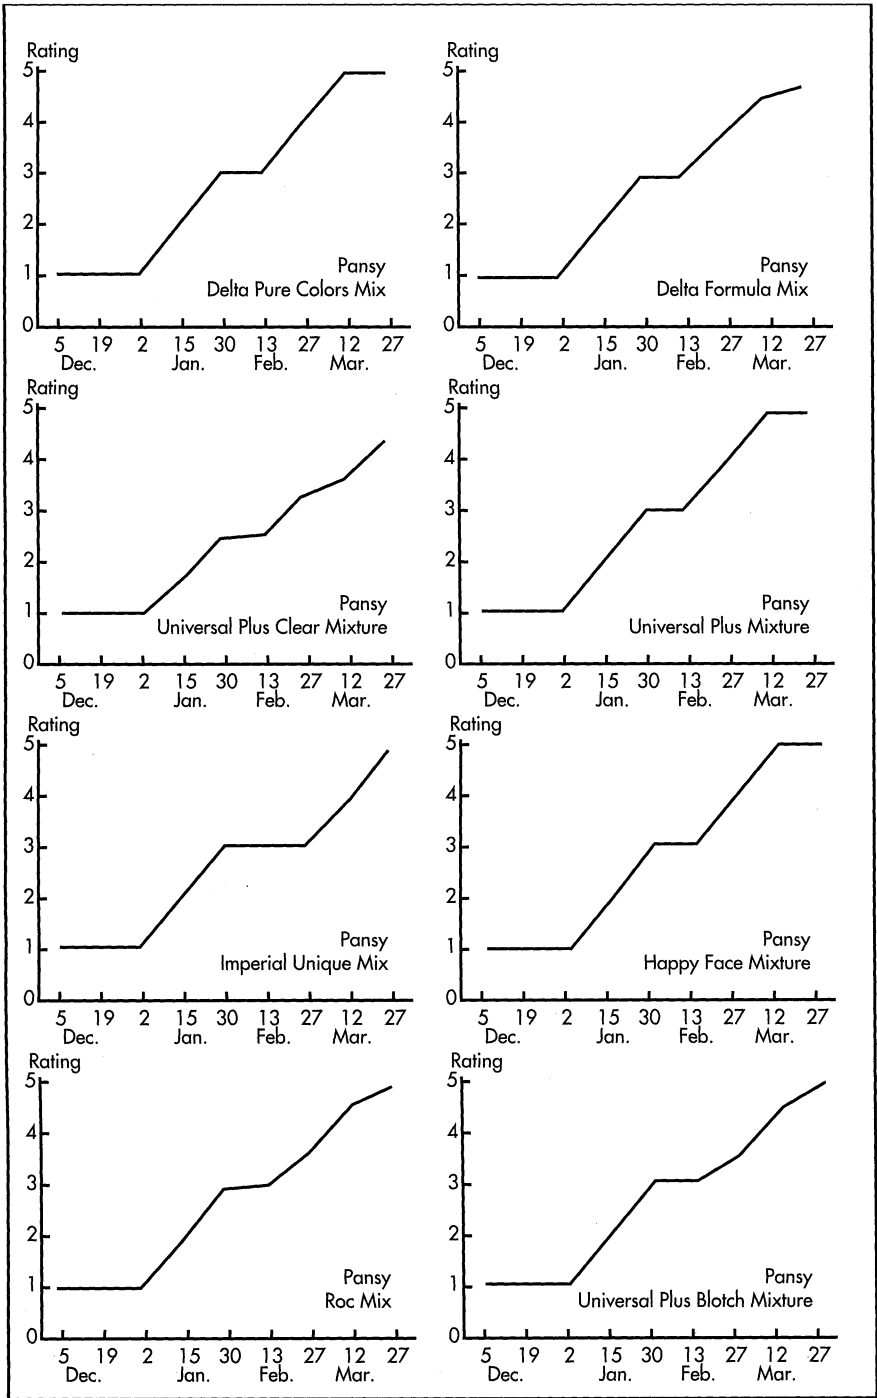 Rating
5
4
3
2
1
0
Pansy
Delta Pure Colors Mix
5 19 2 15 30 13 27 12 27
Dec. Jan. Feb. Mar.
Rating
5
4
3
2
1
0
Pansy
Delta Formula Mix
5 19 2 15 30 13 27 12 27
Dec. Jan. Feb. Mar.
Rating
5
4
3
2
1
0
Pansy
Universal Plus Clear Mixture
5 19 2 15 30 13 27 12 27
Dec. Jan. Feb. Mar.
Rating
5
4
3
2
1
0
Pansy
Universal Plus Mixture
5 19 2 15 30 13 27 12 27
Dec. Jan. Feb. Mar.
Rating
5
4
3
2
1
0
Pansy
Imperial Unique Mix
5 19 2 15 30 13 27 12 27
Dec. Jan. Feb. Mar.
Rating
5
4
3
2
1
0
Pansy
Happy Face Mixture
5 19 2 15 30 13 27 12 27
Dec. Jan. Feb. Mar.
Rating
5
4
3
2
1
0
Pansy
Roc Mix
5 19 2 15 30 13 27 12 27
Dec. Jan. Feb. Mar.
Rating
5
4
3
2
1
0
Pansy
Universal Plus Blotch Mixture
5 19 2 15 30 13 27 12 27
Dec. Jan. Feb. Mar.